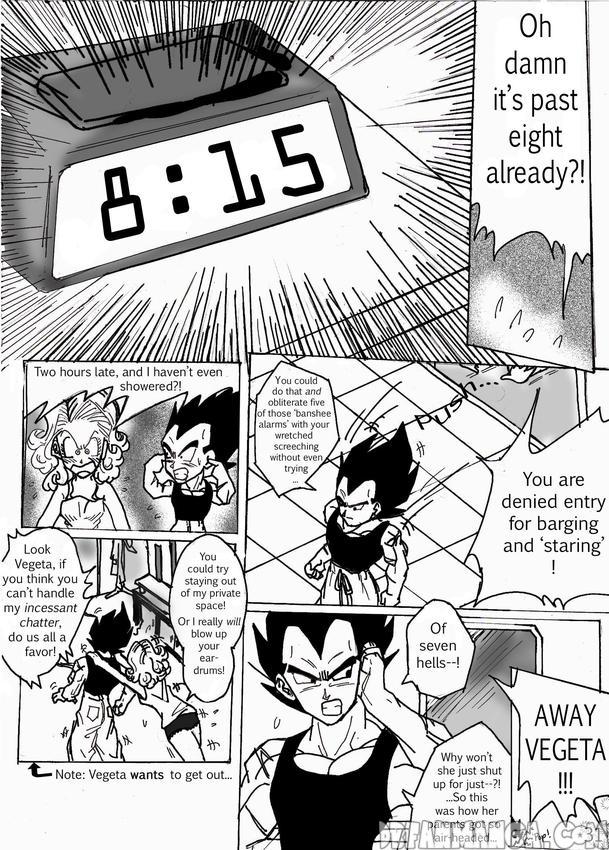 8:15
Oh
damn
it's past
eight
already?!
Two hours late, and I haven't even
showered?!
You could
do that and
obliterate five
of those 'banshee
alarms' with your
wretched
screeching
without even
trying
...
Push...
You are
denied entry
for barging
and 'staring'
!
Look
Vegeta, if
you think you
can't handle
my incessant
chatter,
do us all a
favor!
You
could try
staying out
of my private
space!
Or I really will
blow up
your
ear-
drums!
Note: Vegeta wants to get out...
Of
seven
hells--!
AWAY
VEGETA
!!!
Why won't
she just shut
up for just--?!
...So this
was how her
parents got so
air-headed...